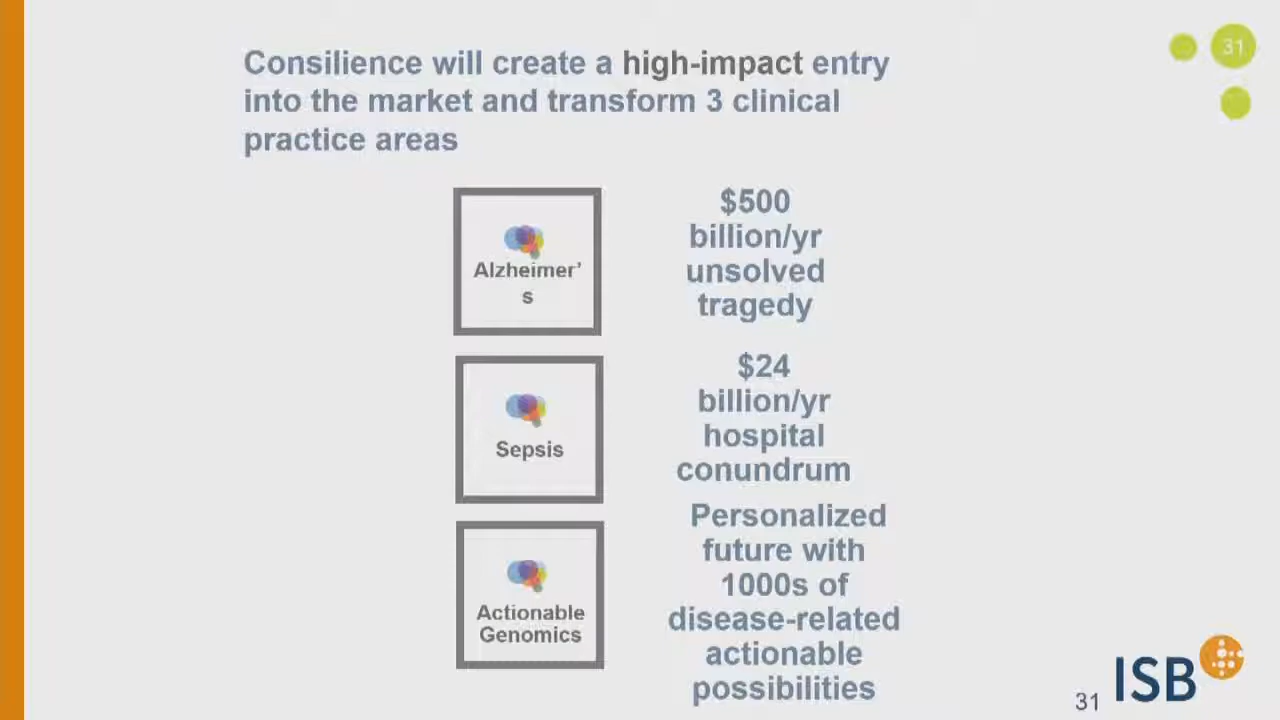 31
Consilience will create a high-impact entry
into the market and transform 3 clinical
practice areas
Alzheimer’
s
$500
billion/yr
unsolved
tragedy
Sepsis
$24
billion/yr
hospital
conundrum
Actionable
Genomics
Personalized
future with
1000s of
disease-related
actionable
possibilities
31
ISB